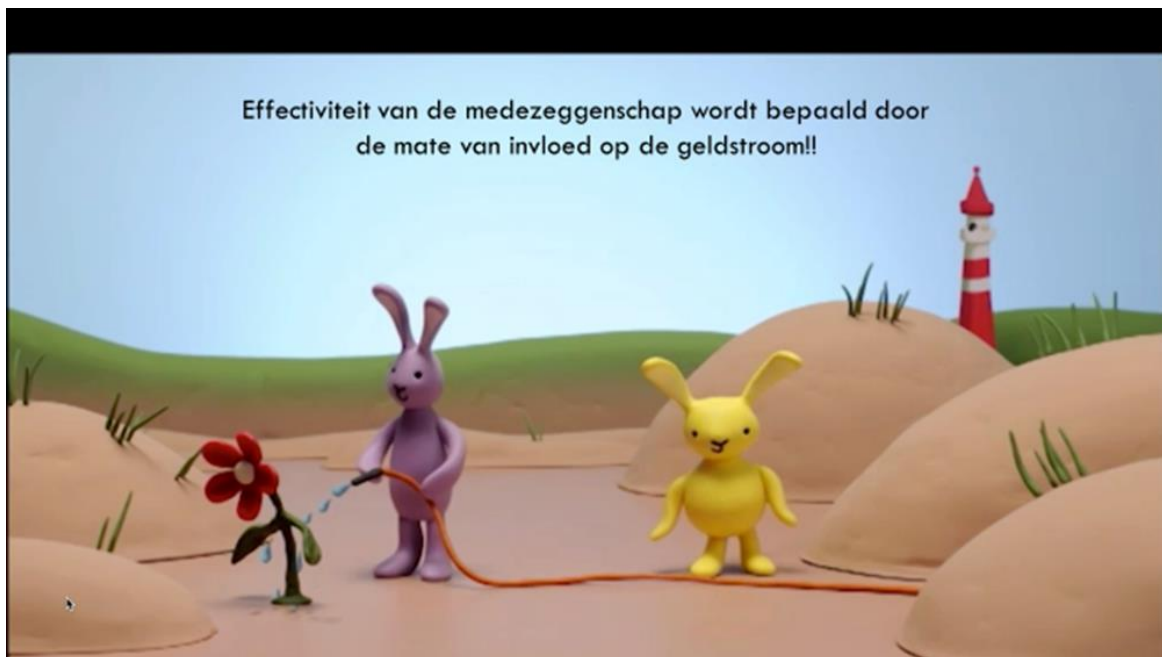 Effectiviteit van de medezeggenschap wordt bepaald door
de mate van invloed op de geldstroom!!